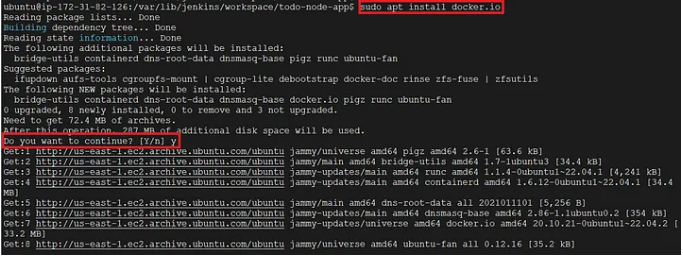 ubuntu@ip-172-31-82-126:/var/lib/jenkins/workspace/todo-node-app$ sudo apt install docker.io
Reading package lists... Done
Building dependency tree... Done
Reading state information... Done
The following additional packages will be installed:
  bridge-utils containerd dns-root-data dnsmasq-base pigz runc ubuntu-fan
Suggested packages:
  ifupdown aufs-tools cgroupfs-mount | cgroup-lite debootstrap docker-doc rinse zfs-fuse | zfsutils
The following NEW packages will be installed:
  bridge-utils containerd dns-root-data dnsmasq-base docker.io pigz runc ubuntu-fan
0 upgraded, 8 newly installed, 0 to remove and 3 not upgraded.
Need to get 72.4 MB of archives.
After this operation, 287 MB of additional disk space will be used.
Do you want to continue? [Y/n] y
Get:1 http://us-east-1.ec2.archive.ubuntu.com/ubuntu jammy/universe amd64 pigz amd64 2.6-1 [63.6 kB]
Get:2 http://us-east-1.ec2.archive.ubuntu.com/ubuntu jammy/main amd64 bridge-utils amd64 1.7-1ubuntu3 [34.4 kB]
Get:3 http://us-east-1.ec2.archive.ubuntu.com/ubuntu jammy-updates/main amd64 runc amd64 1.1.4-0ubuntu1~22.04.1 [4,241 kB]
Get:4 http://us-east-1.ec2.archive.ubuntu.com/ubuntu jammy-updates/main amd64 containerd amd64 1.6.12-0ubuntu1~22.04.1 [34.4
MB]
Get:5 http://us-east-1.ec2.archive.ubuntu.com/ubuntu jammy/main amd64 dns-root-data all 2021011101 [5,256 B]
Get:6 http://us-east-1.ec2.archive.ubuntu.com/ubuntu jammy-updates/main amd64 dnsmasq-base amd64 2.86-1.1ubuntu0.2 [354 kB]
Get:7 http://us-east-1.ec2.archive.ubuntu.com/ubuntu jammy-updates/universe amd64 docker.io amd64 20.10.21-0ubuntu1~22.04.2 [
33.2 MB]
Get:8 http://us-east-1.ec2.archive.ubuntu.com/ubuntu jammy/universe amd64 ubuntu-fan all 0.12.16 [35.2 kB]